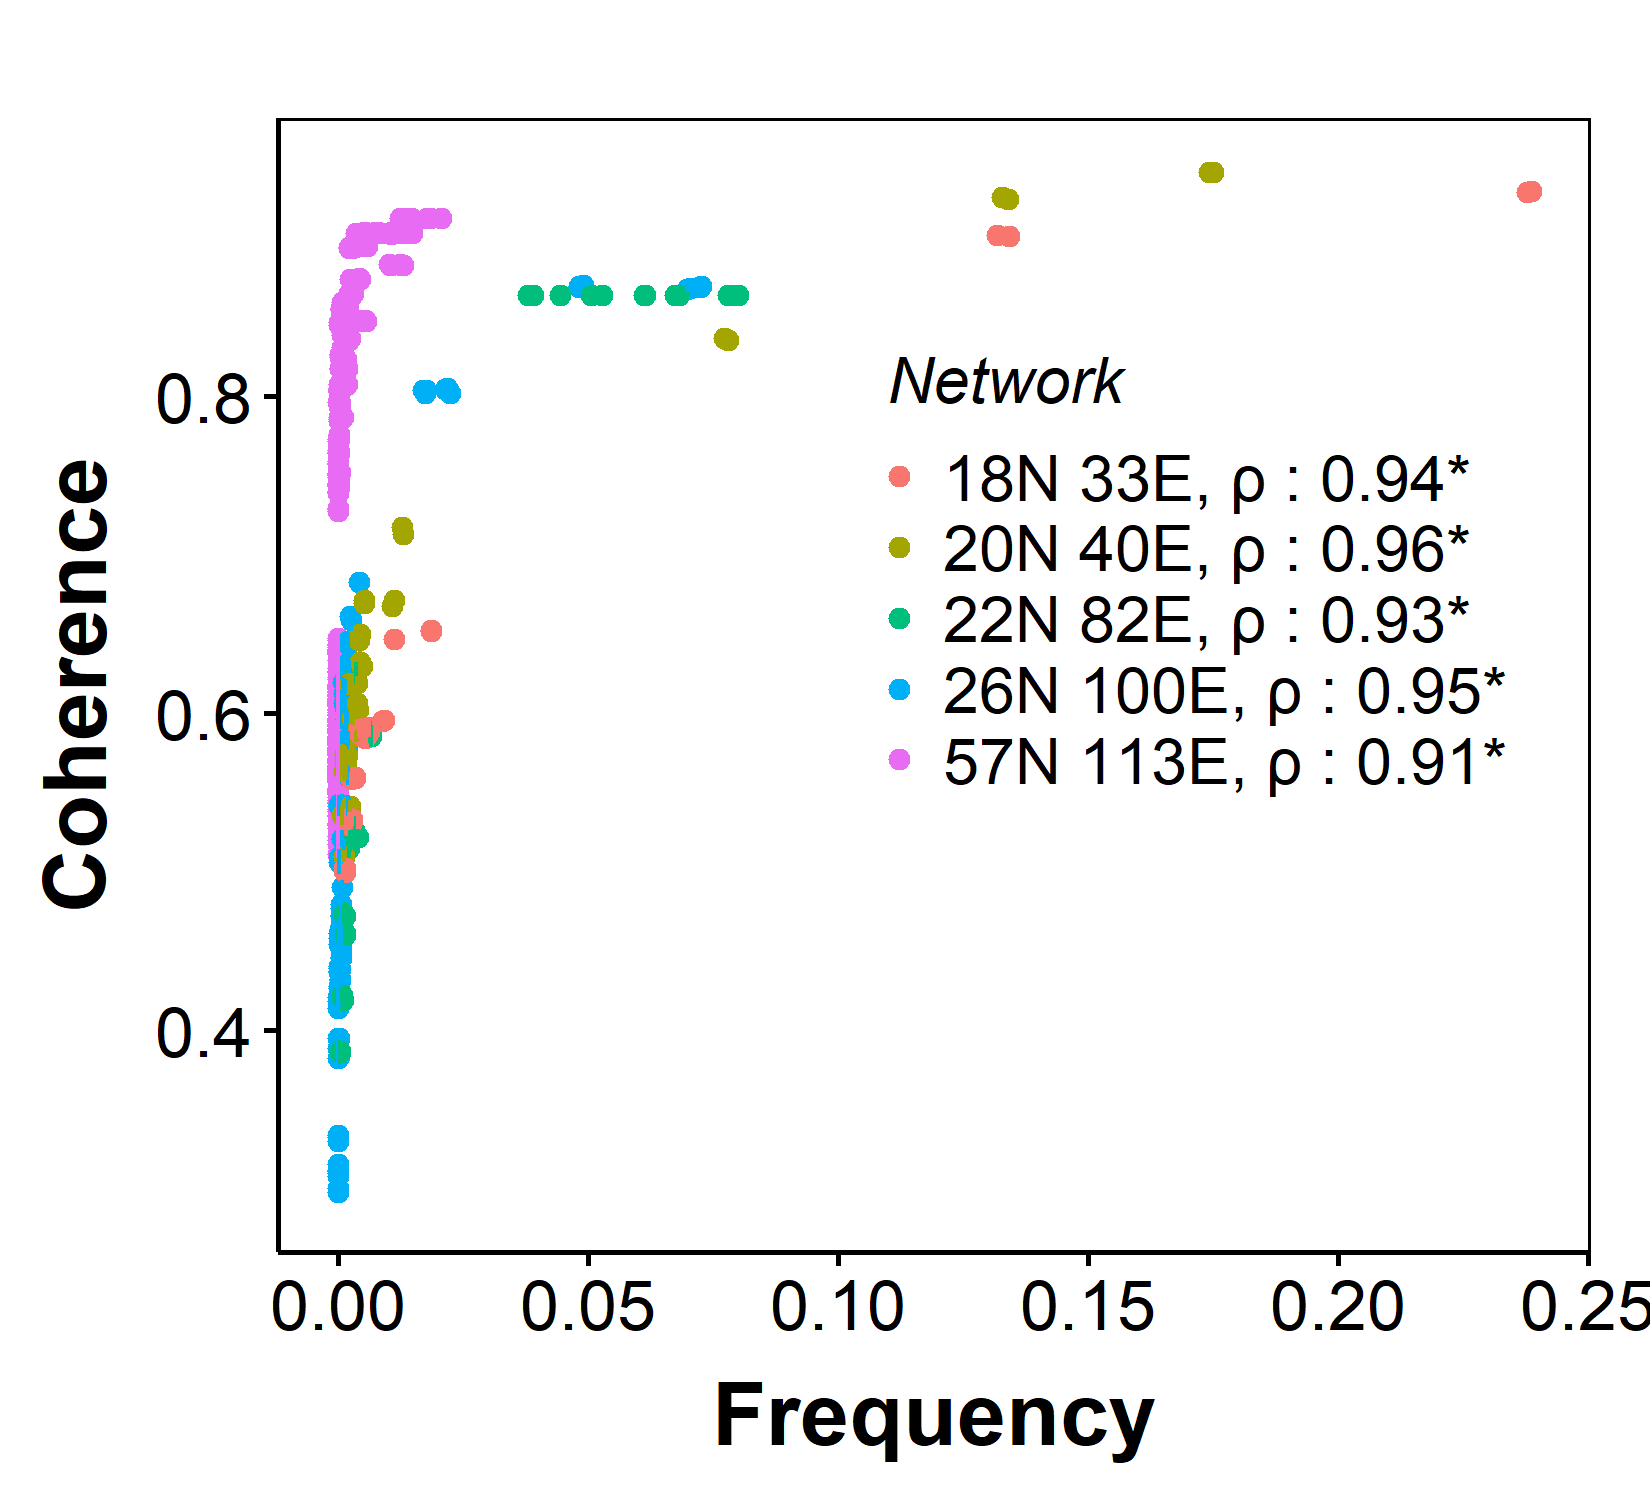 Coherence
0.8
0.6
0.4
Network
18N 33E, ρ : 0.94*
20N 40E, ρ : 0.96*
22N 82E, ρ : 0.93*
26N 100E, ρ : 0.95*
57N 113E, ρ : 0.91*
0.00 0.05 0.10 0.15 0.20 0.25
Frequency